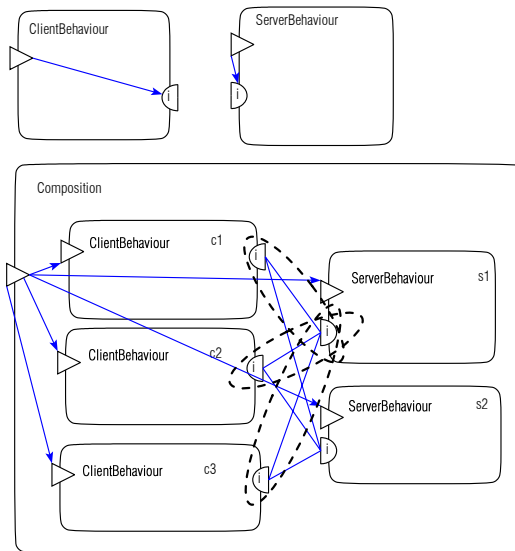 ClientBehaviour
ServerBehaviour
i
i
Composition
ClientBehaviour c1
i
ServerBehaviour s1
i
ClientBehaviour c2
i
ServerBehaviour s2
i
ClientBehaviour c3
i